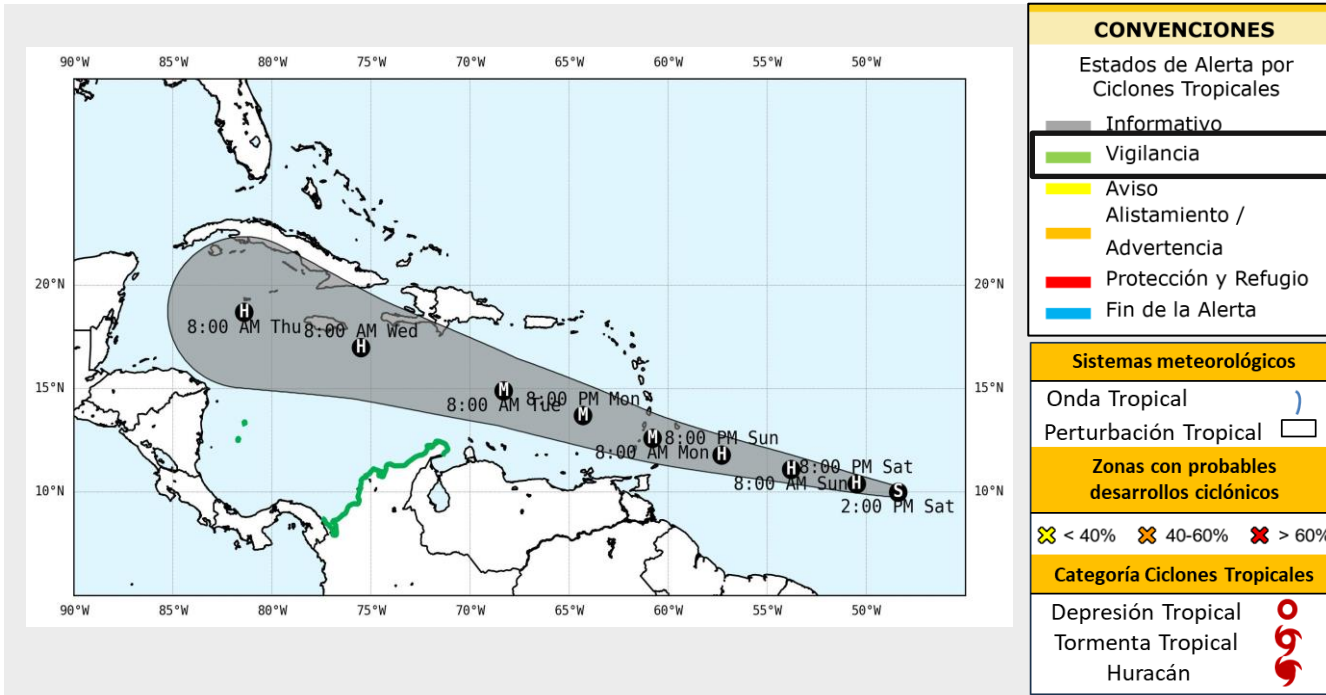 90°W 85°W 80°W 75°W 70°W 65°W 60°W 55°W 50°W
20°N 20°N
15°N 15°N
10°N 10°N
H
8:00 AM Thu
8:00 AM Wed
H
M
8:00 AM Tue
8:00 PM Mon
M
M
8:00 AM Mon
8:00 PM Sun
H
H
8:00 AM Sun
8:00 PM Sat
H
S
2:00 PM Sat
90°W 85°W 80°W 75°W 70°W 65°W 60°W 55°W 50°W
CONVENCIONES
Estados de Alerta por
Ciclones Tropicales
Informativo
Vigilancia
Aviso
Alistamiento /
Advertencia
Protección y Refugio
Fin de la Alerta
Sistemas meteorológicos
Onda Tropical
Perturbación Tropical
Zonas con probables
desarrollos ciclónicos
< 40% 40-60% > 60%
Categoría Ciclones Tropicales
Depresión Tropical
Tormenta Tropical
Huracán